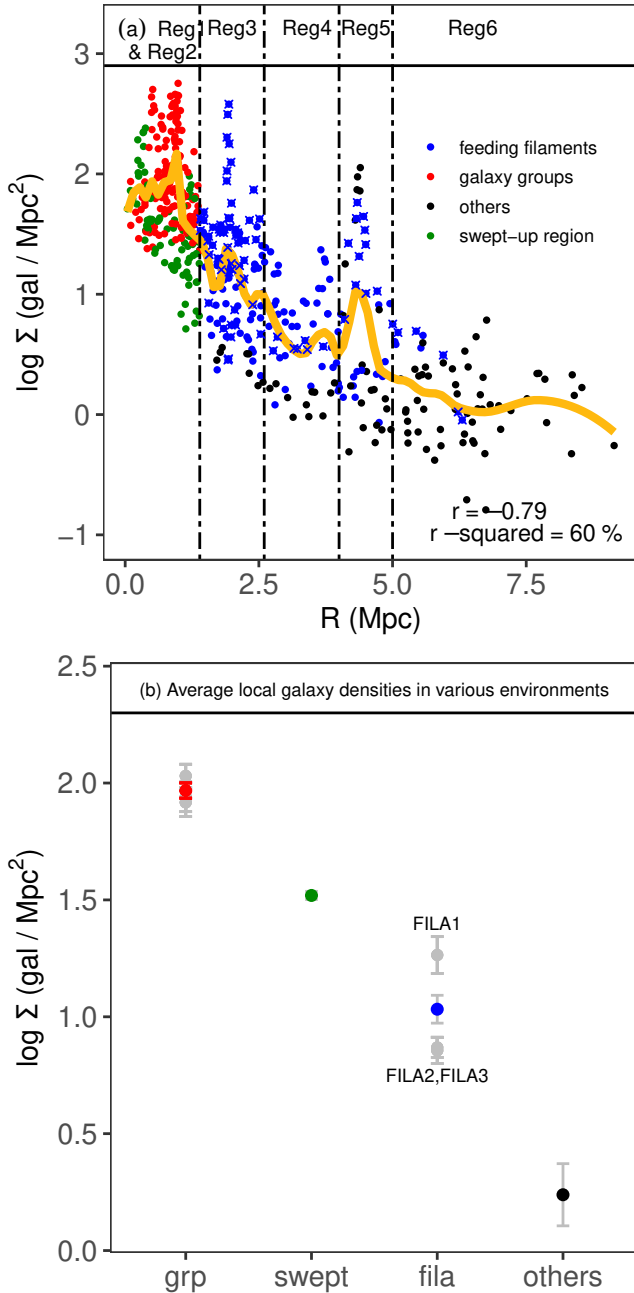 (a) Reg1 Reg3 Reg4 Reg5 Reg6
& Reg2
3
2
1
0
−1
log Σ (gal / Mpc²)
feeding filaments
galaxy groups
others
swept−up region
r = −0.79
r −squared = 60 %
0.0 2.5 5.0 7.5
R (Mpc)
(b) Average local galaxy densities in various environments
2.5
2.0
1.5
1.0
0.5
0.0
log Σ (gal / Mpc²)
FILA1
FILA2,FILA3
grp swept fila others